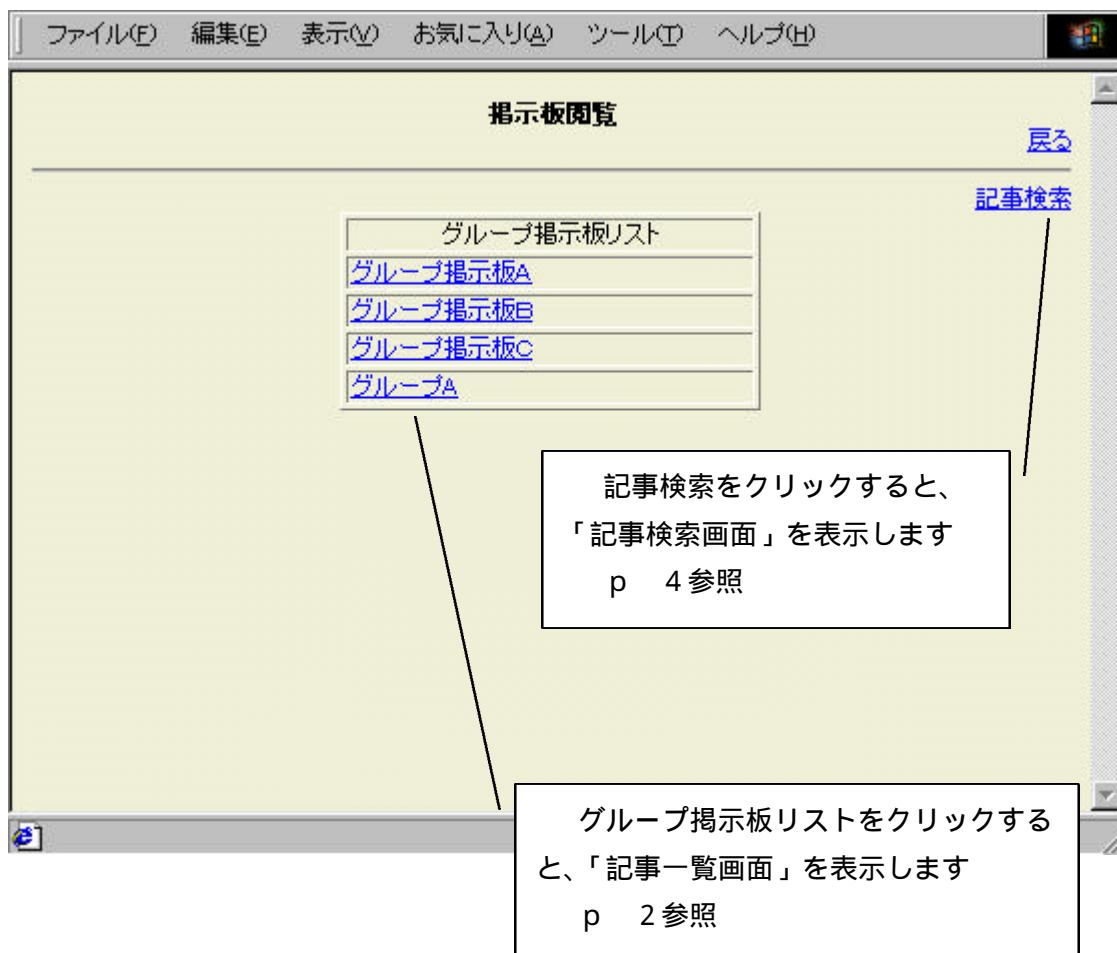 ファイル(F) 編集(E) 表示(V) お気に入り(A) ツール(T) ヘルプ(H)
掲示板閲覧
戻る
記事検索
グループ掲示板リスト
グループ掲示板A
グループ掲示板B
グループ掲示板C
グループA
記事検索をクリックすると、
「記事検索画面」を表示します
p 4参照
グループ掲示板リストをクリックする
と、「記事一覧画面」を表示します
p 2参照